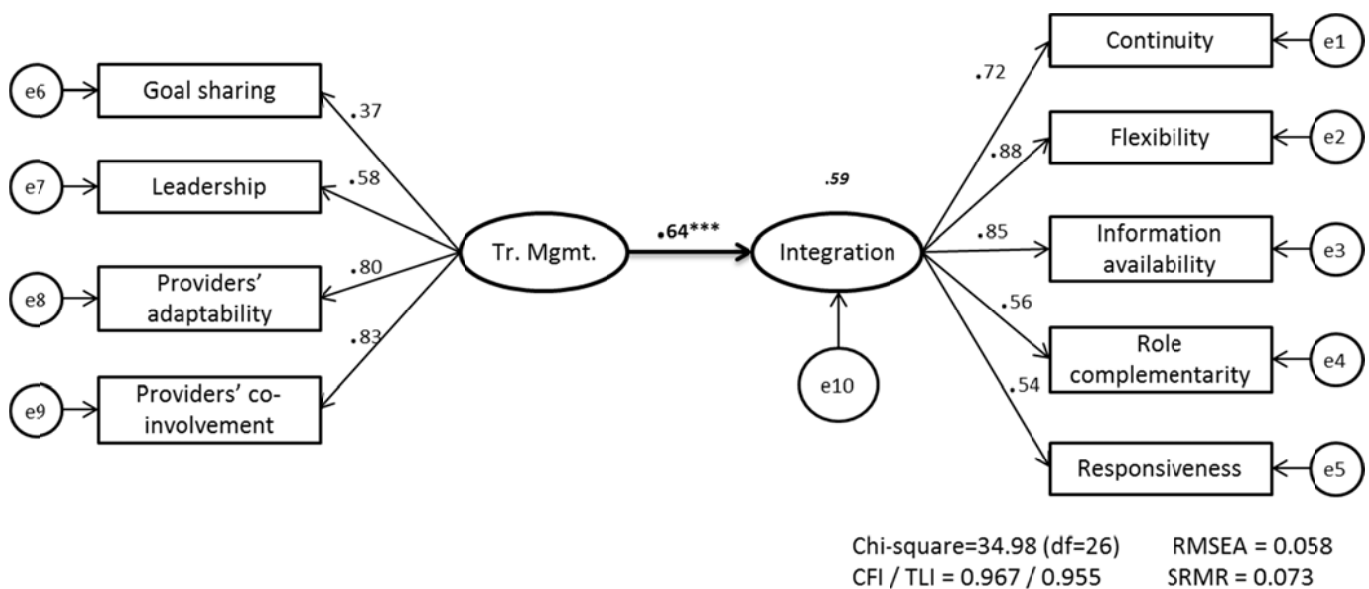 e6
Goal sharing
.37
e7
Leadership
.58
e8
Providers’
adaptability
.80
e9
Providers’ co-
involvement
.83
Tr. Mgmt.
.64***
.59
Integration
e10
.72
Continuity
e1
.88
Flexibility
e2
.85
Information
availability
e3
.56
Role
complementarity
e4
.54
Responsiveness
e5
Chi-square=34.98 (df=26) RMSEA = 0.058
CFI / TLI = 0.967 / 0.955 SRMR = 0.073